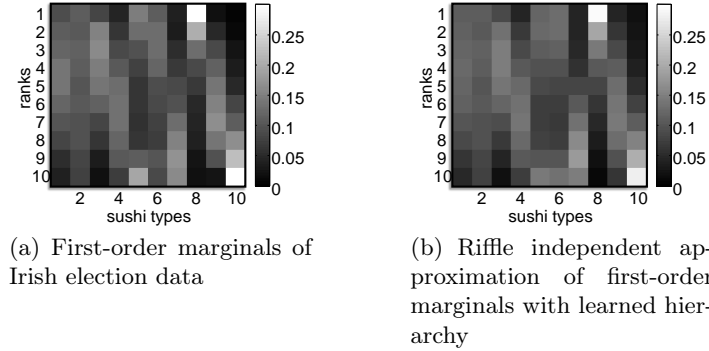 1
2
3
4
5
6
7
8
9
10
ranks
2 4 6 8 10
sushi types
0.25
0.2
0.15
0.1
0.05
0
(a) First-order marginals of
Irish election data
1
2
3
4
5
6
7
8
9
10
ranks
2 4 6 8 10
sushi types
0.25
0.2
0.15
0.1
0.05
0
(b) Riffle independent ap-
proximation of first-order
marginals with learned hier-
archy